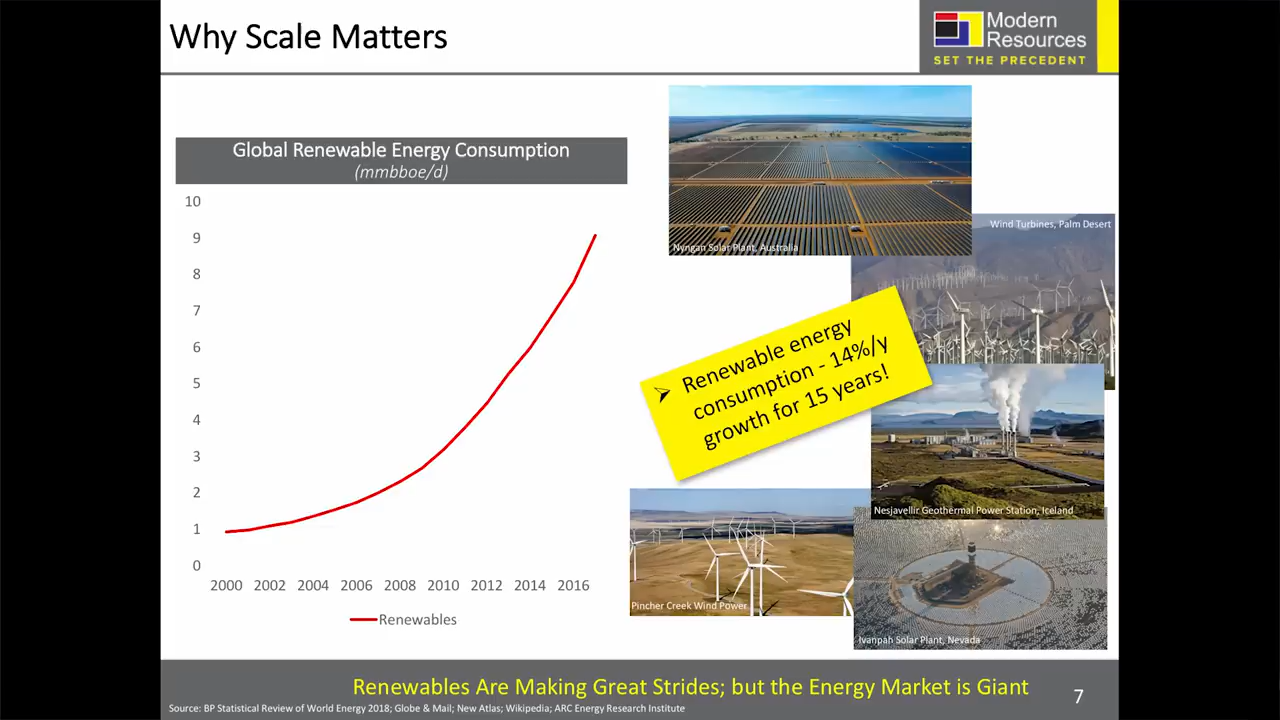 Why Scale Matters
Modern
Resources
SET THE PRECEDENT
Global Renewable Energy Consumption
(mmbboe/d)
10
9
8
7
6
5
4
3
2
1
0
2000 2002 2004 2006 2008 2010 2012 2014 2016
Renewables
Nyngan Solar Plant, Australia
Wind Turbines, Palm Desert
➢ Renewable energy
consumption - 14%/y
growth for 15 years!
Nesjavellir Geothermal Power Station, Iceland
Pincher Creek Wind Power
Ivanpah Solar Plant, Nevada
Renewables Are Making Great Strides; but the Energy Market is Giant
Source: BP Statistical Review of World Energy 2018; Globe & Mail; New Atlas; Wikipedia; ARC Energy Research Institute
7